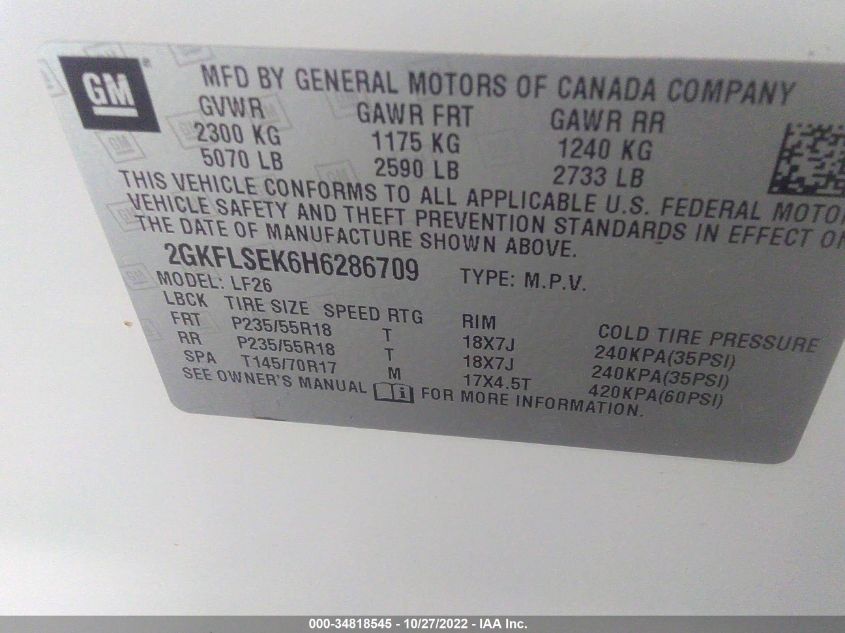 GM
MFD BY GENERAL MOTORS OF CANADA COMPANY
GVWR GAWR FRT GAWR RR
2300 KG 1175 KG 1240 KG
5070 LB 2590 LB 2733 LB
THIS VEHICLE CONFORMS TO ALL APPLICABLE U.S. FEDERAL MOTO
VEHICLE SAFETY AND THEFT PREVENTION STANDARDS IN EFFECT ON
THE DATE OF MANUFACTURE SHOWN ABOVE.
2GKFLSEK6H6286709 TYPE: M.P.V.
MODEL: LF26
LBCK TIRE SIZE SPEED RTG RIM COLD TIRE PRESSURE
FRT P235/55R18 T 18X7J 240KPA(35PSI)
RR P235/55R18 T 18X7J 240KPA(35PSI)
SPA T145/70R17 M 17X4.5T 420KPA(60PSI)
SEE OWNER'S MANUAL i FOR MORE INFORMATION.
000-34818545 - 10/27/2022 - IAA Inc.